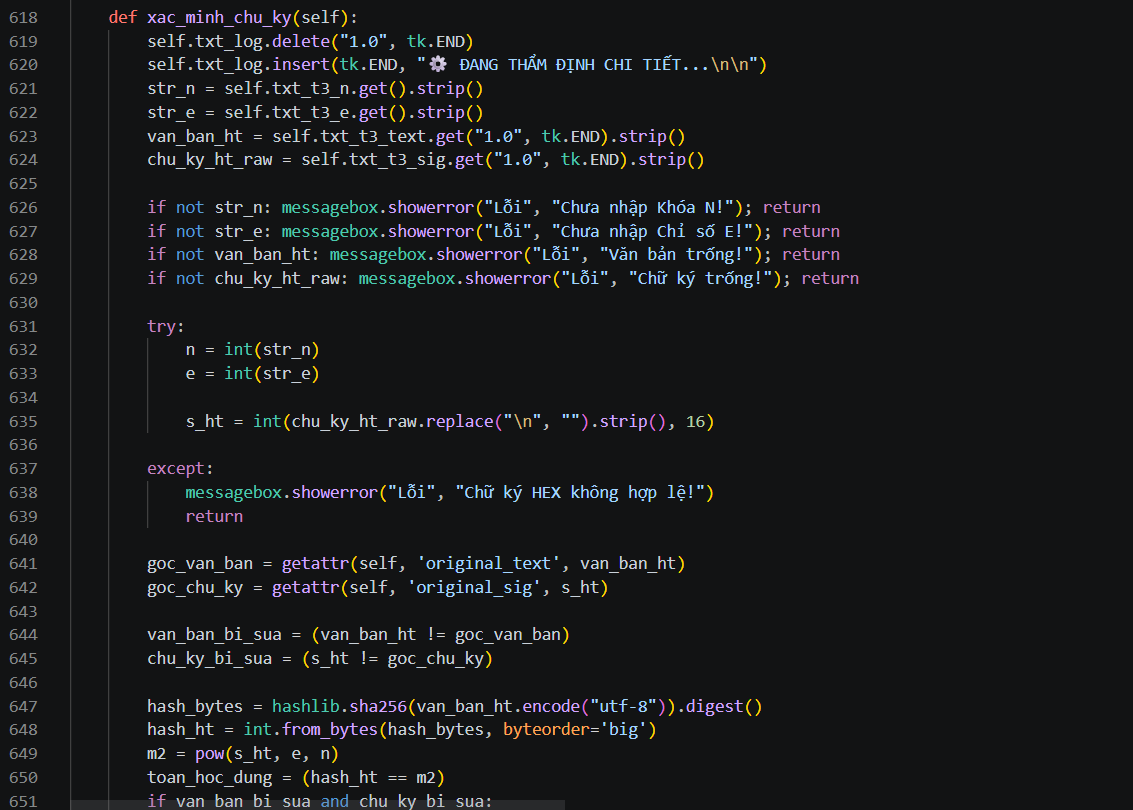 618 def xac_minh_chu_ky(self):
619 self.txt_log.delete("1.0", tk.END)
620 self.txt_log.insert(tk.END, "⚙ ĐANG THẨM ĐỊNH CHI TIẾT...\n\n")
621 str_n = self.txt_t3_n.get().strip()
622 str_e = self.txt_t3_e.get().strip()
623 van_ban_ht = self.txt_t3_text.get("1.0", tk.END).strip()
624 chu_ky_ht_raw = self.txt_t3_sig.get("1.0", tk.END).strip()
625
626 if not str_n: messagebox.showerror("Lỗi", "Chưa nhập Khóa N!"); return
627 if not str_e: messagebox.showerror("Lỗi", "Chưa nhập Chỉ số E!"); return
628 if not van_ban_ht: messagebox.showerror("Lỗi", "Văn bản trống!"); return
629 if not chu_ky_ht_raw: messagebox.showerror("Lỗi", "Chữ ký trống!"); return
630
631 try:
632 n = int(str_n)
633 e = int(str_e)
634
635 s_ht = int(chu_ky_ht_raw.replace("\n", "").strip(), 16)
636
637 except:
638 messagebox.showerror("Lỗi", "Chữ ký HEX không hợp lệ!")
639 return
640
641 goc_van_ban = getattr(self, 'original_text', van_ban_ht)
642 goc_chu_ky = getattr(self, 'original_sig', s_ht)
643
644 van_ban_bi_sua = (van_ban_ht != goc_van_ban)
645 chu_ky_bi_sua = (s_ht != goc_chu_ky)
646
647 hash_bytes = hashlib.sha256(van_ban_ht.encode("utf-8")).digest()
648 hash_ht = int.from_bytes(hash_bytes, byteorder='big')
649 m2 = pow(s_ht, e, n)
650 toan_hoc_dung = (hash_ht == m2)
651 if van_ban_bi_sua and chu_ky_bi_sua: